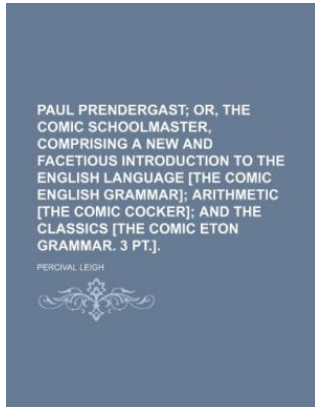 PAUL PRENDERGAST; OR, THE
COMIC SCHOOLMASTER,
COMPRISING A NEW AND
FACETIOUS INTRODUCTION TO THE
ENGLISH LANGUAGE [THE COMIC
ENGLISH GRAMMAR]; ARITHMETIC
[THE COMIC COCKER]; AND THE
CLASSICS [THE COMIC ETON
GRAMMAR. 3 PT.].
PERCIVAL LEIGH